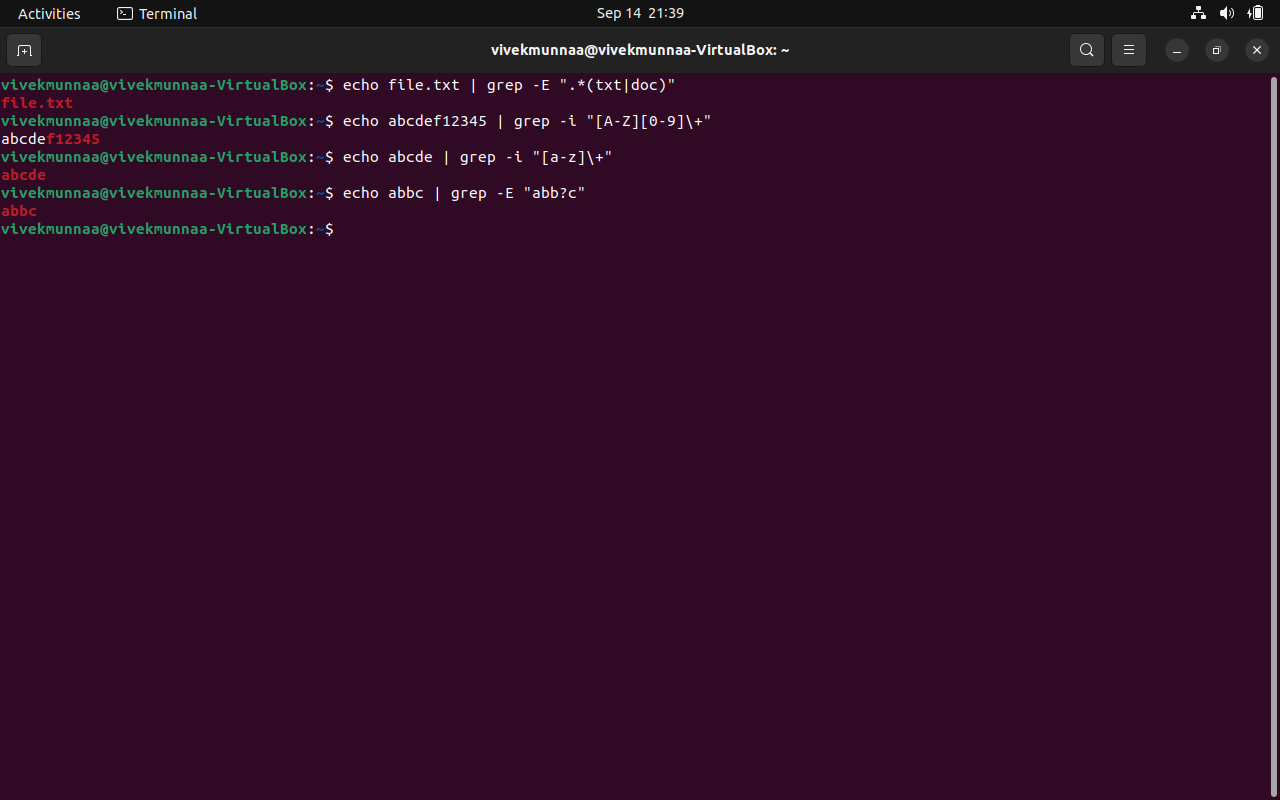 Activities Terminal Sep 14 21:39
vivekmunnaa@vivekmunnaa-VirtualBox: ~
vivekmunnaa@vivekmunnaa-VirtualBox:~$ echo file.txt | grep -E ".*(txt|doc)"
file.txt
vivekmunnaa@vivekmunnaa-VirtualBox:~$ echo abcdef12345 | grep -i "[A-Z][0-9]\+"
abcdef12345
vivekmunnaa@vivekmunnaa-VirtualBox:~$ echo abcde | grep -i "[a-z]\+"
abcde
vivekmunnaa@vivekmunnaa-VirtualBox:~$ echo abbc | grep -E "abb?c"
abbc
vivekmunnaa@vivekmunnaa-VirtualBox:~$